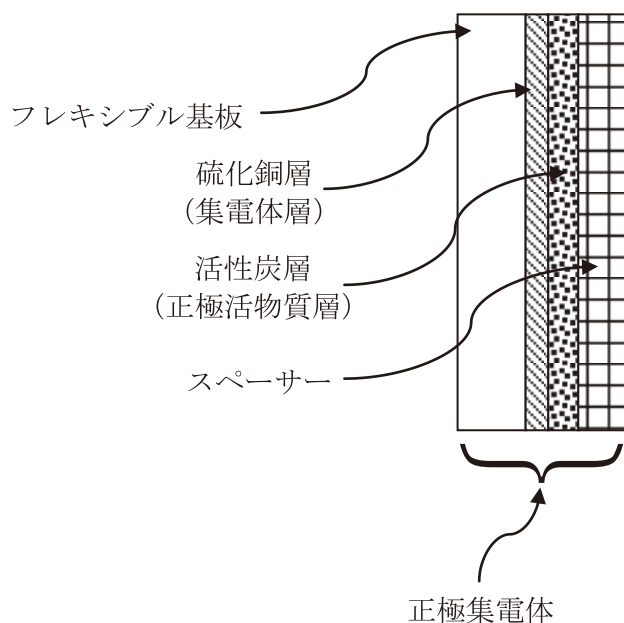 フレキシブル基板
硫化銅層
（集電体層）
活性炭層
（正極活物質層）
スペーサー
正極集電体